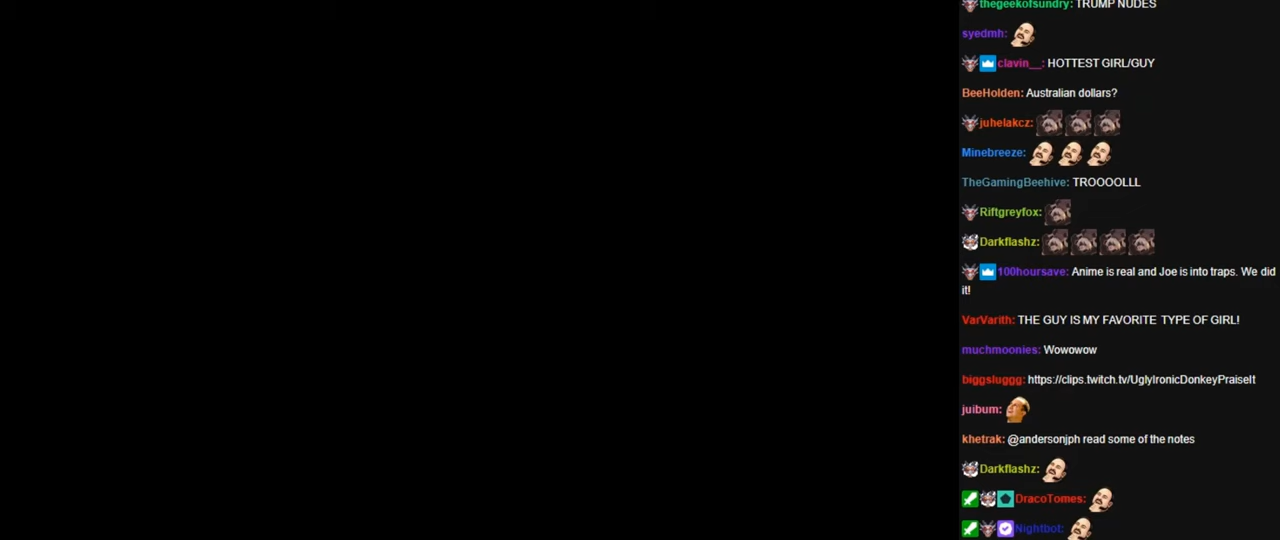 thegeekofsundry: TRUMP NUDES
syedmh:
clavin__: HOTTEST GIRL/GUY
BeeHolden: Australian dollars?
juhelakcz:
Minebreeze:
TheGamingBeehive: TROOOOLLL
Riftgreyfox:
Darkflashz:
100hoursave: Anime is real and Joe is into traps. We did
it!
VarVarith: THE GUY IS MY FAVORITE TYPE OF GIRL!
muchmoonies: Wowowow
biggsluggg: https://clips.twitch.tv/UglyIronicDonkeyPraiseIt
juibum:
khetrak: @andersonjph read some of the notes
Darkflashz:
DracoTomes:
Nightbot: